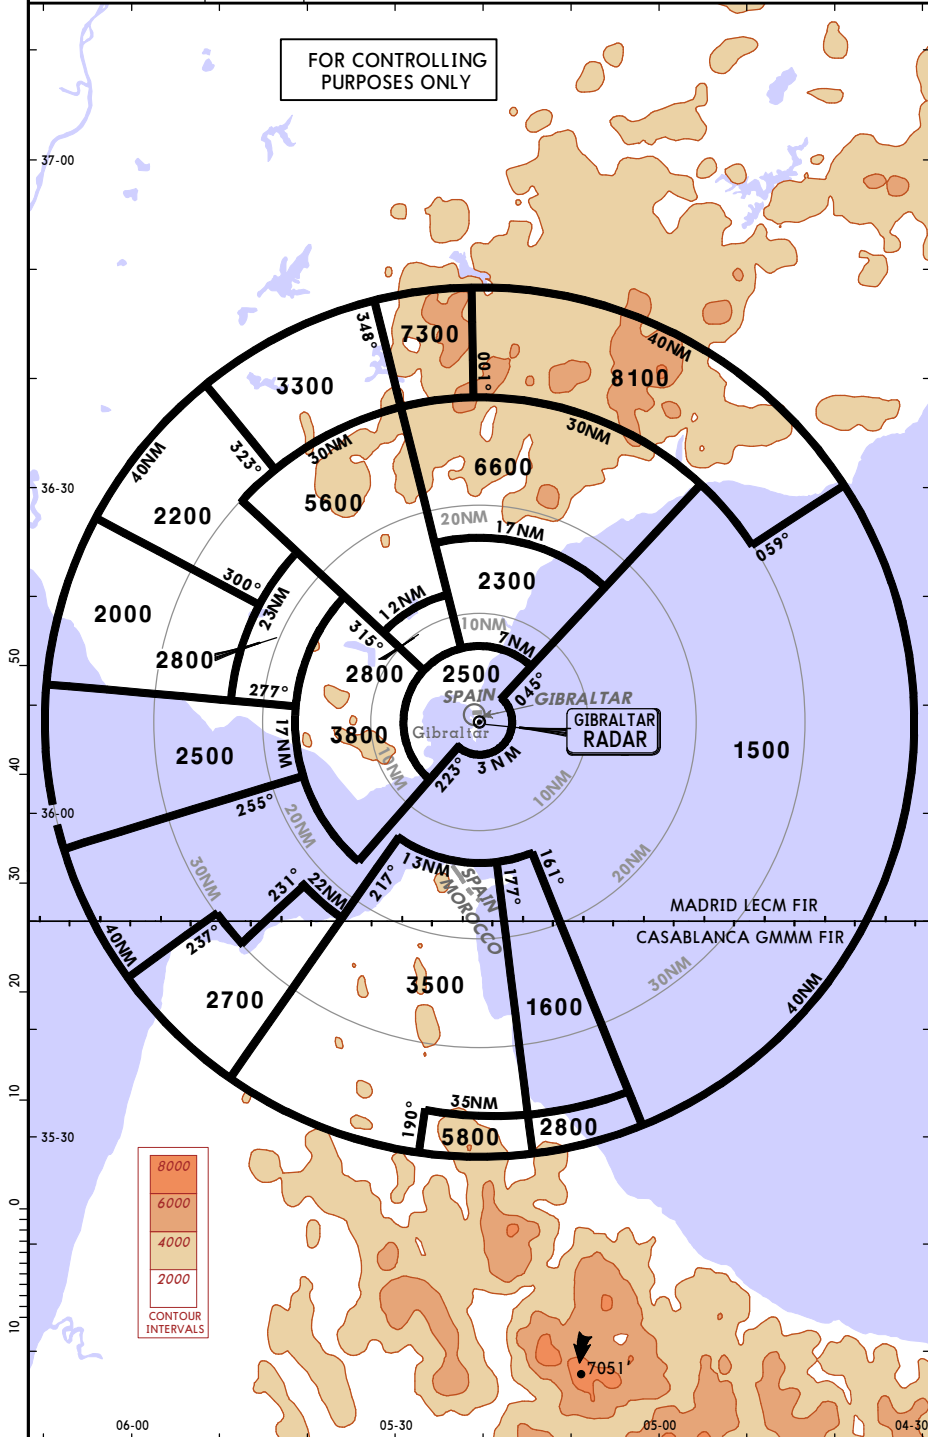 FOR CONTROLLING
PURPOSES ONLY
37-00
348°
7300
001°
40NM
8100
3300
323°
30NM
30NM
40NM
36-30
5600
6600
20NM
17NM
059°
2200
300°
23NM
2300
12NM
10NM
7NM
2000
315°
50
2800
2800
2500
277°
SPAIN
045°
GIBRALTAR
GIBRALTAR
RADAR
Gibraltar
3800
2500
17NM
10NM
223°
3NM
1500
40
10NM
255°
36-00
20NM
30NM
30
231°
22NM
217°
13NM
SPAIN
MOROCCO
177°
161°
20NM
MADRID LECM FIR
CASABLANCA GMMM FIR
40NM
237°
20
2700
3500
1600
30NM
40NM
10
190°
35NM
5800
2800
35-30
8000
6000
4000
2000
CONTOUR
INTERVALS
0
10
7051'
06-00
05-30
05-00
04-30